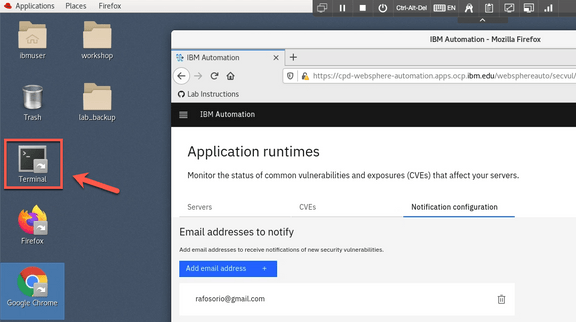 Applications Places Firefox
Ctrl-Alt-Del EN
ibmuser
workshop
Trash
lab_backup
Terminal
Firefox
Google Chrome
IBM Automation - Mozilla Firefox
IBM Automation
https://cpd-websphere-automation.apps.ocp.ibm.edu/websphereauto/secvul/
Lab Instructions
IBM Automation
Application runtimes
Monitor the status of common vulnerabilities and exposures (CVEs) that affect your servers.
Servers CVEs Notification configuration
Email addresses to notify
Add email addresses to receive notifications of new security vulnerabilities.
Add email address +
rafosorio@gmail.com